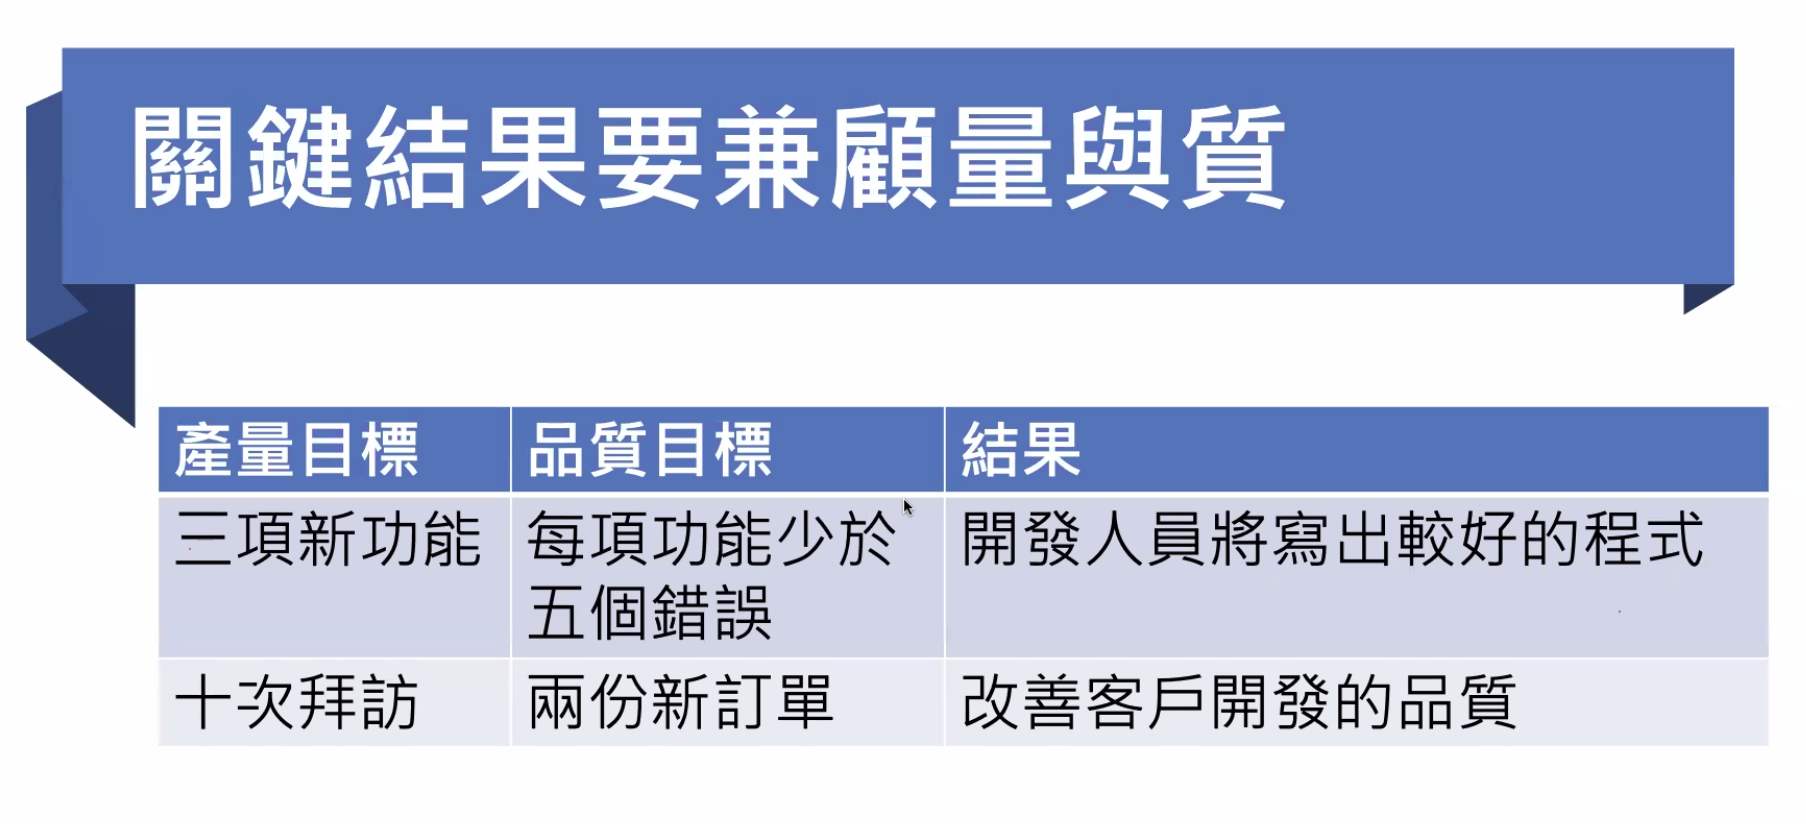 關鍵結果要兼顧量與質
產量目標
品質目標
結果
三項新功能
每項功能少於
五個錯誤
開發人員將寫出較好的程式
十次拜訪
兩份新訂單
改善客戶開發的品質